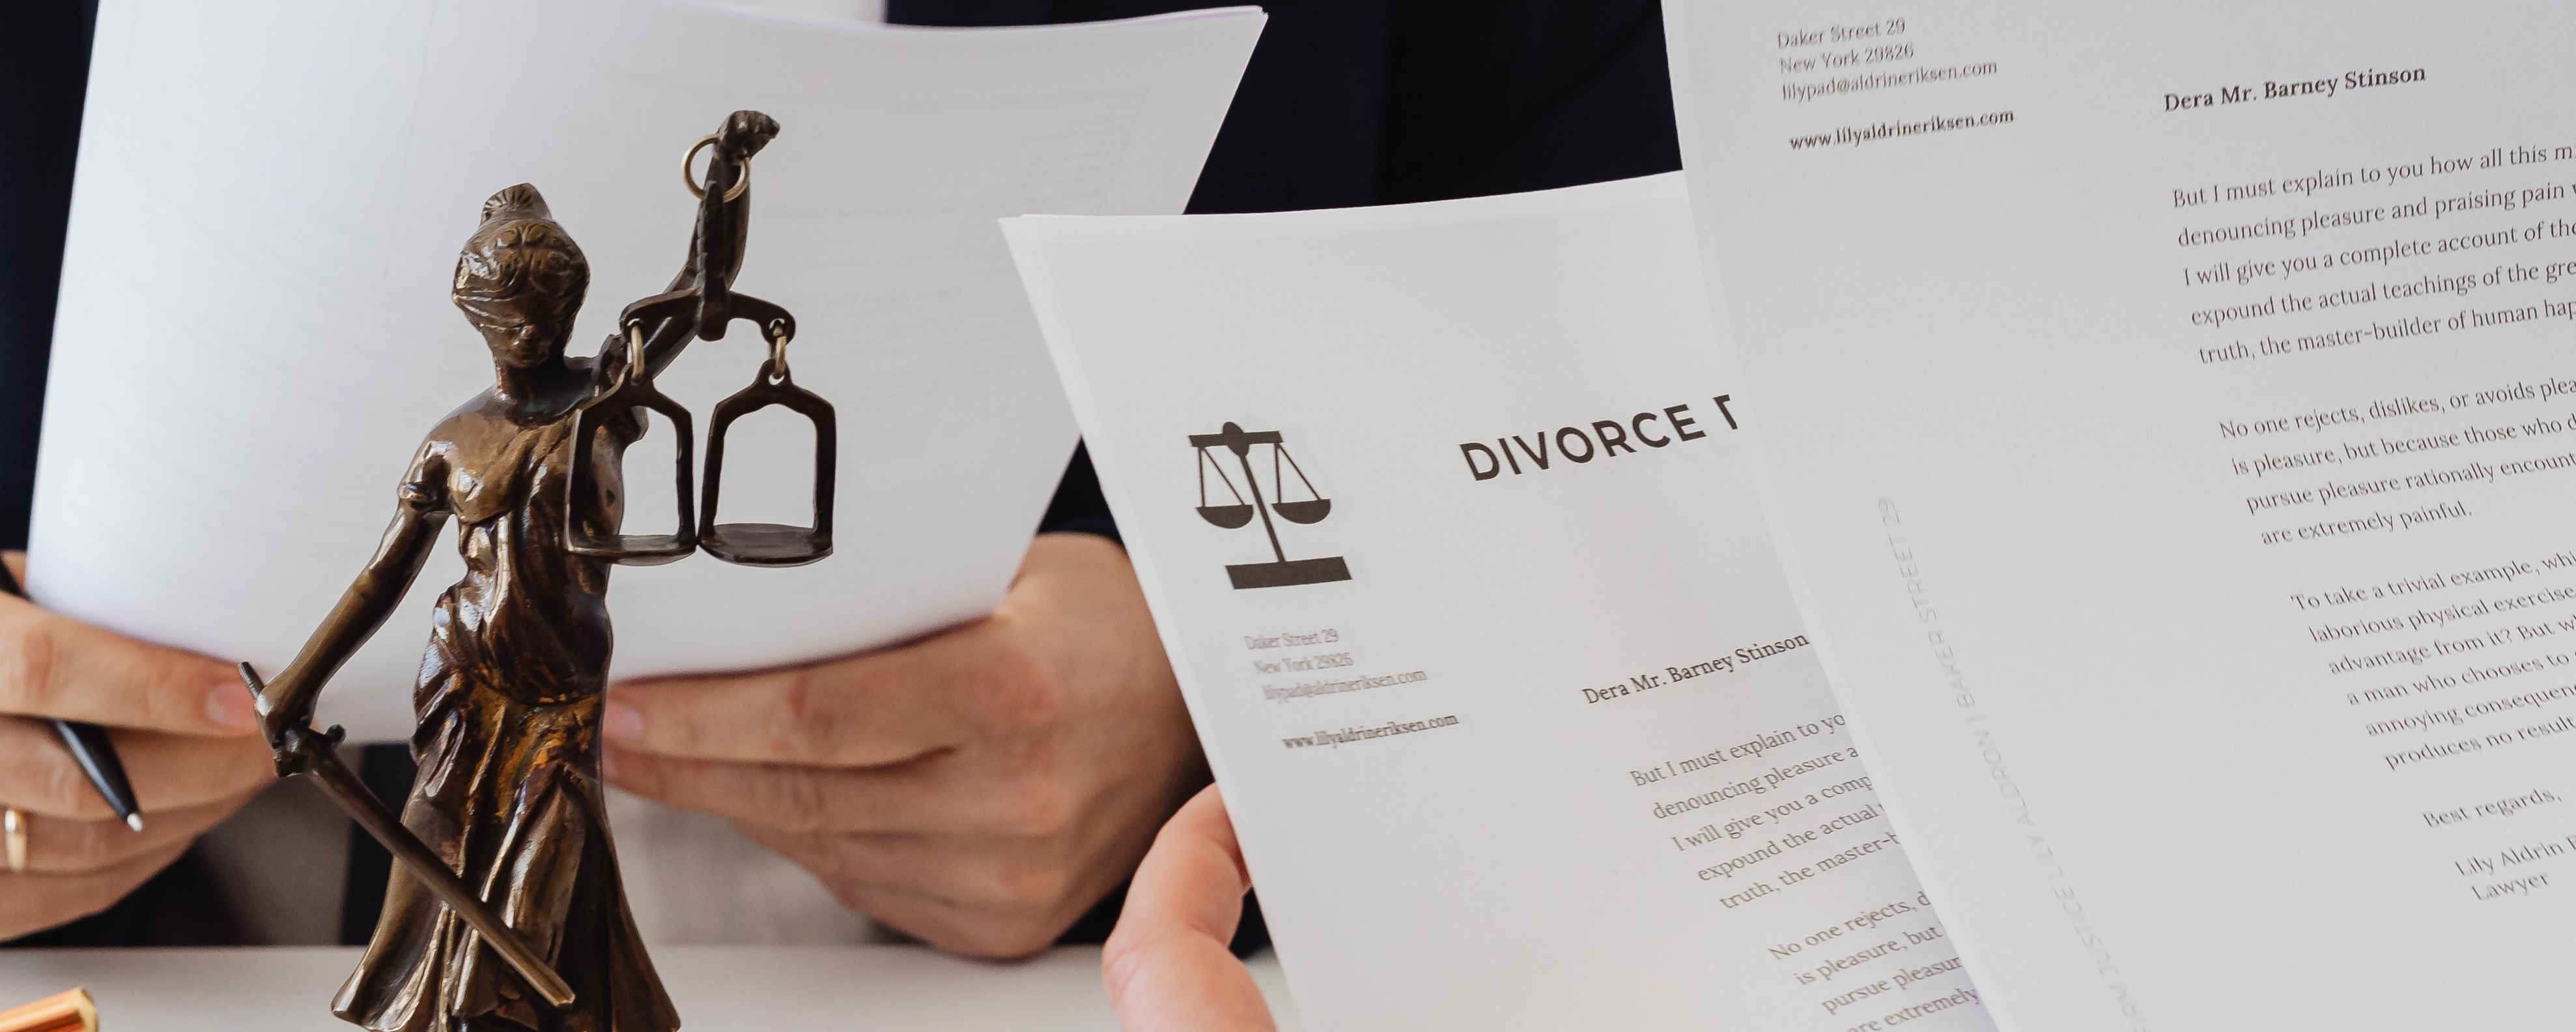 DIVORCE
Daker Street 29
New York 29826
lilypad@aldrineriksen.com
www.lilyaldrineriksen.com
Dera Mr. Barney Stinson
But I must explain to yo
denouncing pleasure a
I will give you a comp
expound the actual
truth, the master-b
No one rejects, d
is pleasure, but
pursue pleasur
are extremely
Daker Street 29
New York 29826
lilypad@aldrineriksen.com
www.lilyaldrineriksen.com
Dera Mr. Barney Stinson
But I must explain to you how all this m
denouncing pleasure and praising pain
I will give you a complete account of the
expound the actual teachings of the gre
truth, the master-builder of human hap
No one rejects, dislikes, or avoids plea
is pleasure, but because those who d
pursue pleasure rationally encount
are extremely painful.
To take a trivial example, whi
laborious physical exercise
advantage from it? But w
a man who chooses to
annoying consequen
produces no result
Best regards,
Lily Aldrin
Lawyer
JUSTICE LILY ALDRON | BAKER STREET 29